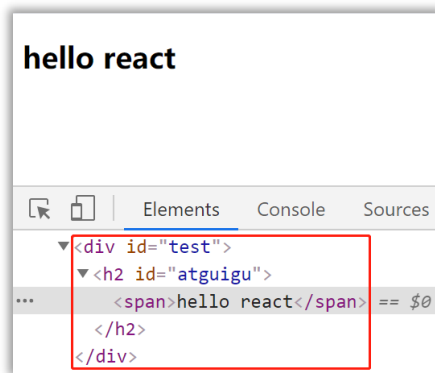 hello react
Elements Console Sources
▼<div id="test">
▼<h2 id="atguigu">
··· <span>hello react</span> == $0
</h2>
</div>